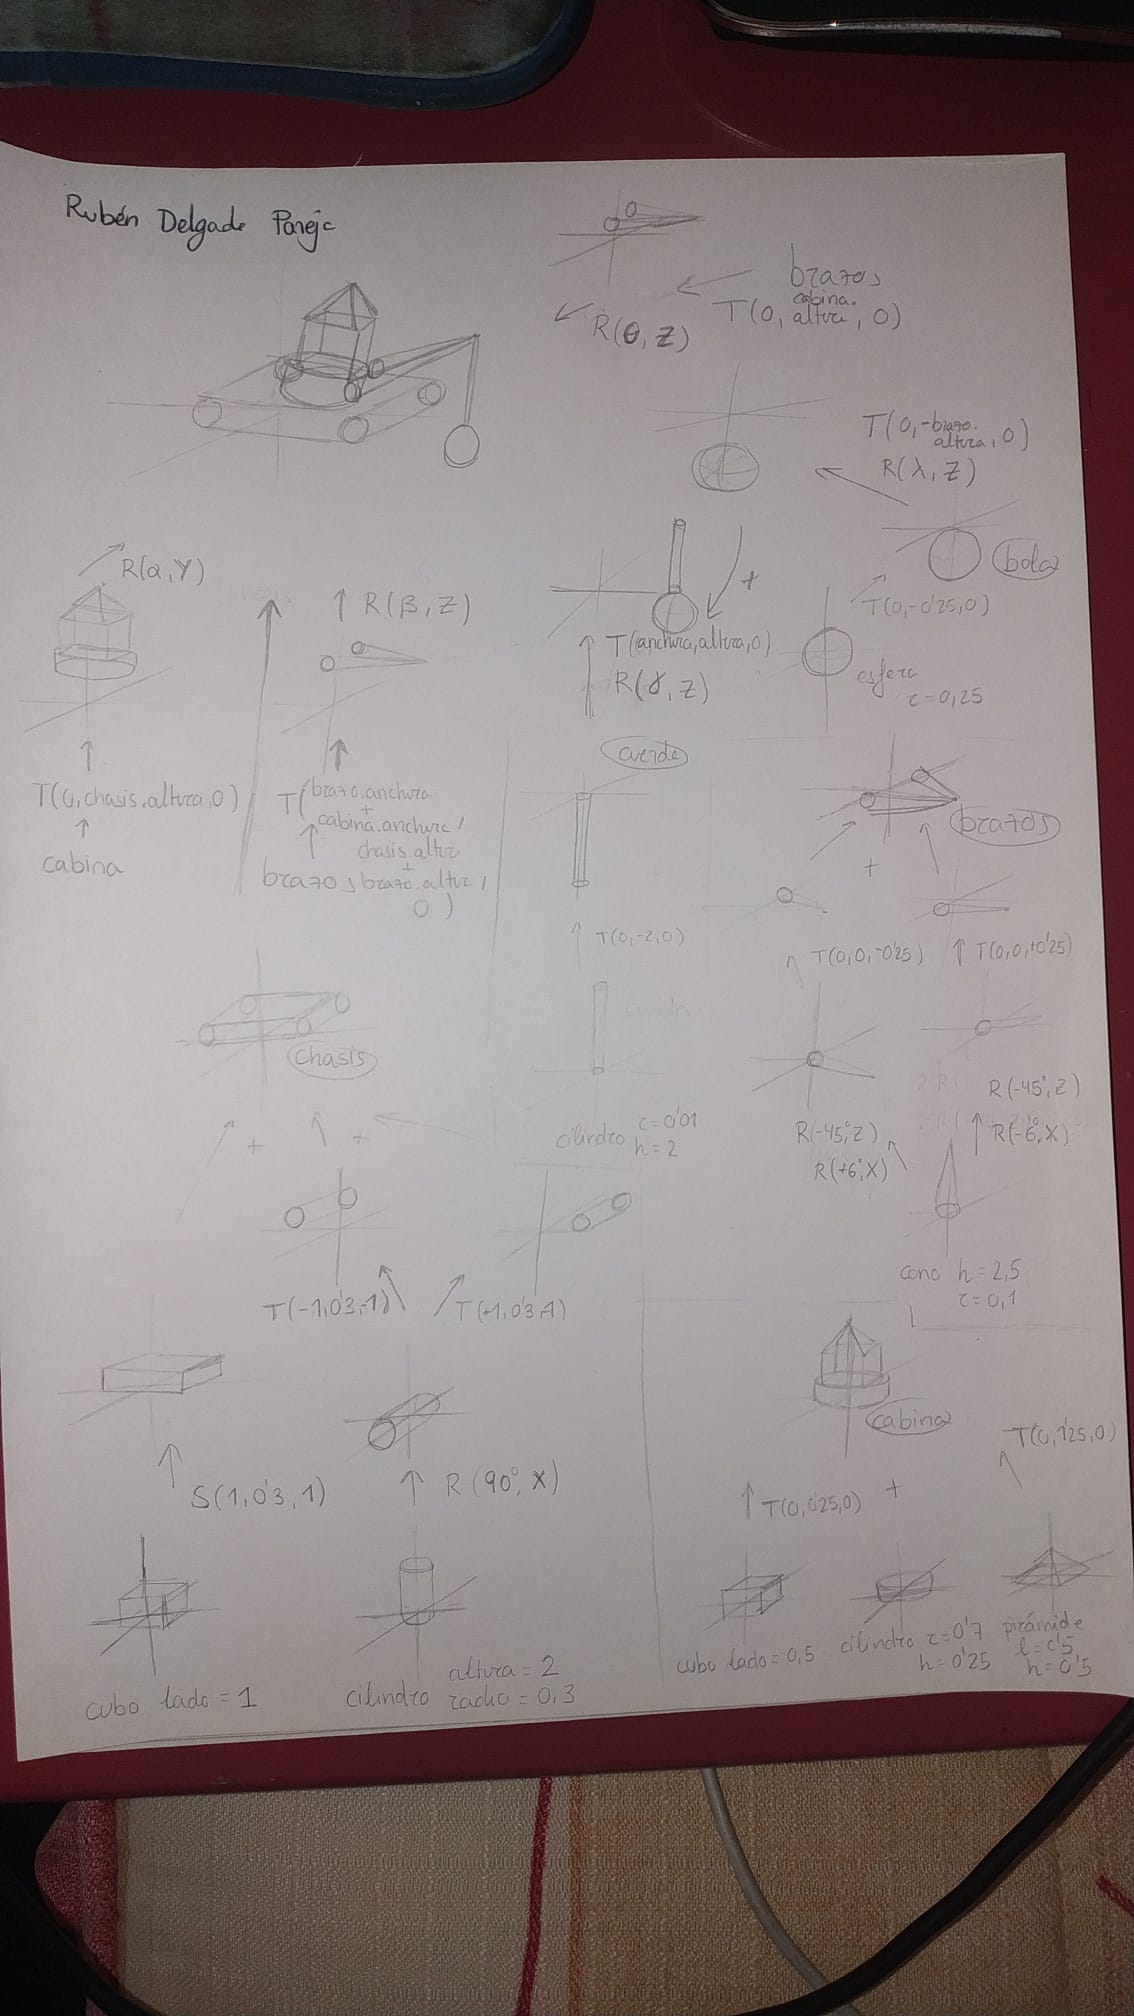 Rubén Delgado Pareja
brazos
T(0, cabina.altura, 0)
R(θ, Z)
T(0, -brazo.altura, 0)
R(λ, Z)
bola
T(0,-0'25,0)
esfera
r=0,25
+
T(anchura,altura,0)
R(γ, Z)
R(α,Y)
T(0,chasis.altura,0)
cabina
R(β,Z)
T(brazo.anchura
+
cabina.anchura,
chasis.altura
+
brazo.altura,
0)
brazos
cuerda
T(0,-2,0)
cilindro r=0'01
h=2
brazos
+
T(0,0,-0'25)
T(0,0,+0'25)
R(-45°,Z)
R(+6°,X)
R(-45°,Z)
R(-6°,X)
cono h=2,5
r=0,1
chasis
+
+
T(-1,0'3,-1)
T(+1,0'3,-1)
S(1,0'3,1)
R(90°,X)
cubo lado=1
cilindro altura=2
radio=0,3
cabina
T(0,1'25,0)
T(0,0'25,0)
+
cubo lado=0,5
cilindro r=0'7
h=0'25
pirámide
l=0'5
h=0'5